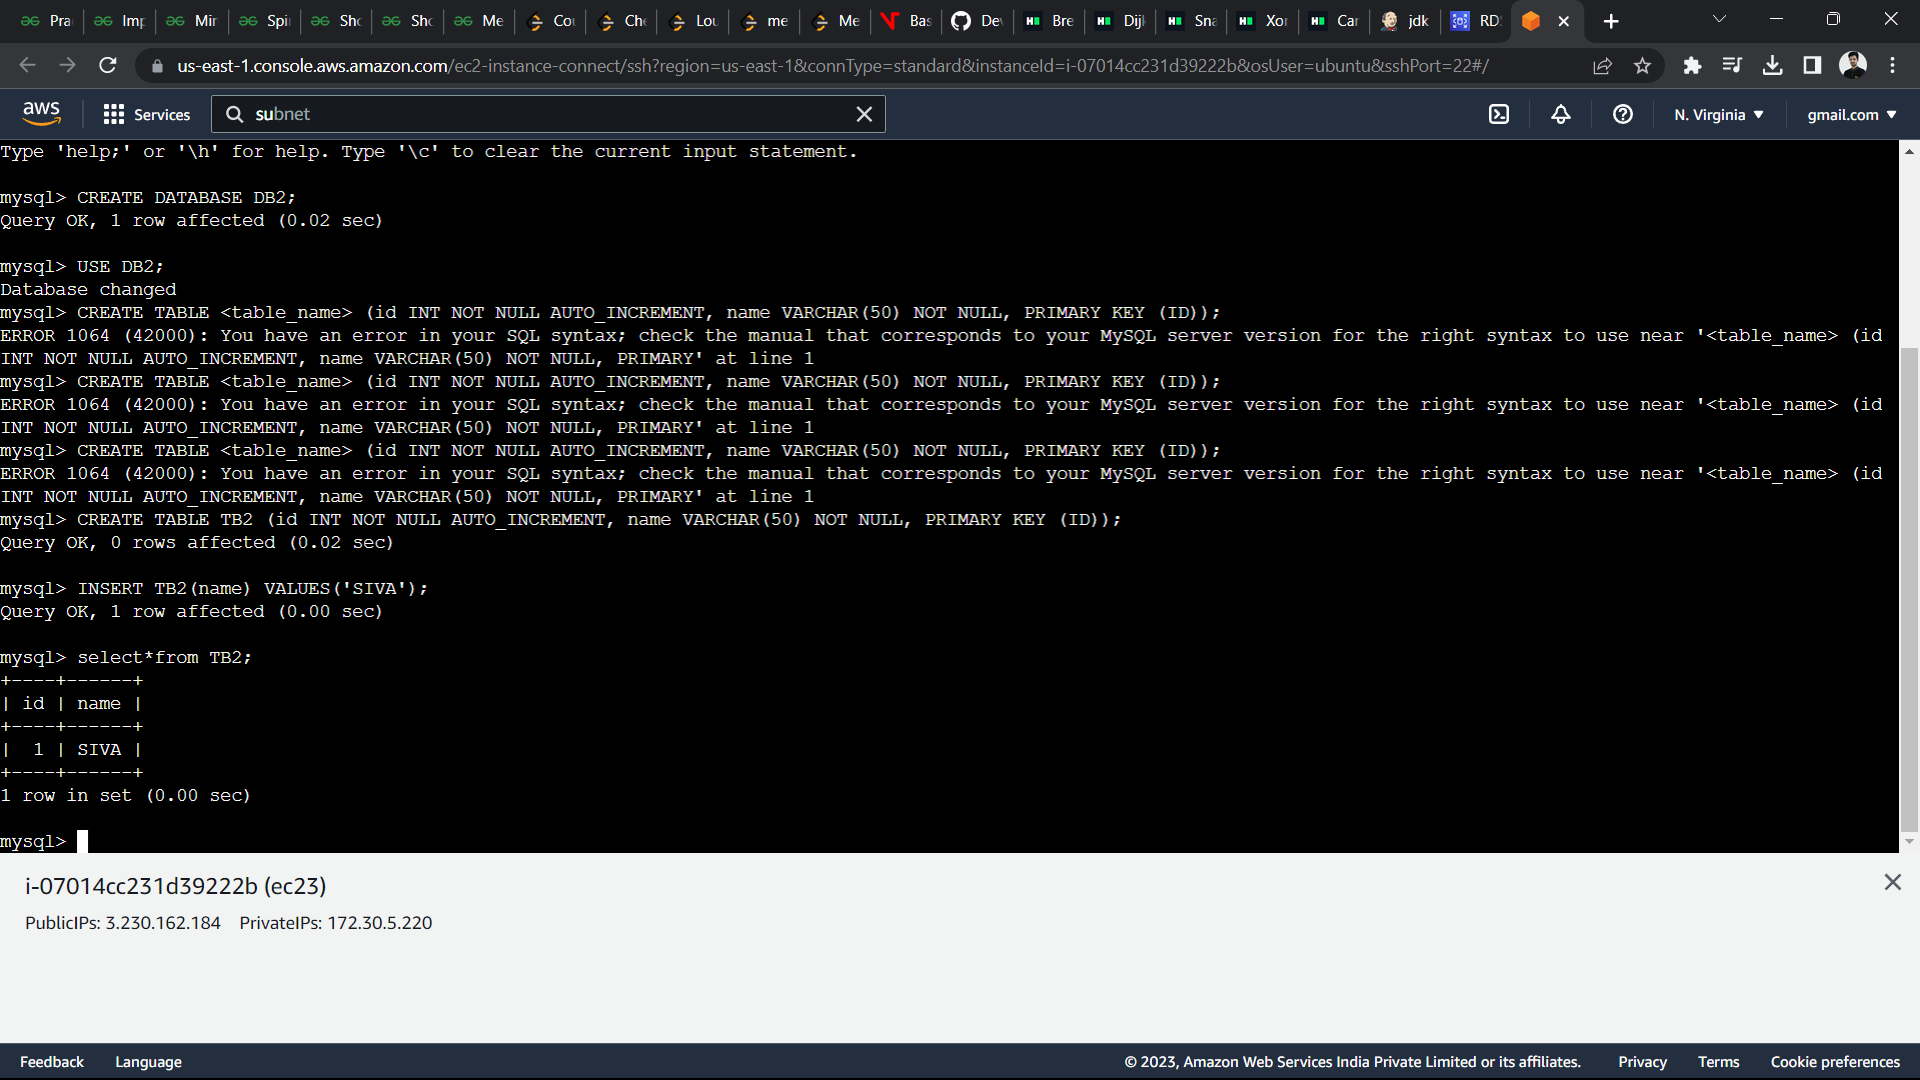 Pra
Imp
Min
Spi
Sho
Sho
Me
Cou
Che
Lou
me
Me
Bas
De
Bre
Dijk
Sna
Xor
Car
jdk
RD
us-east-1.console.aws.amazon.com/ec2-instance-connect/ssh?region=us-east-1&connType=standard&instanceId=i-07014cc231d39222b&osUser=ubuntu&sshPort=22#/
aws
Services
subnet
N. Virginia
gmail.com
Type 'help;' or '\h' for help. Type '\c' to clear the current input statement.
mysql> CREATE DATABASE DB2;
Query OK, 1 row affected (0.02 sec)
mysql> USE DB2;
Database changed
mysql> CREATE TABLE <table_name> (id INT NOT NULL AUTO_INCREMENT, name VARCHAR(50) NOT NULL, PRIMARY KEY (ID));
ERROR 1064 (42000): You have an error in your SQL syntax; check the manual that corresponds to your MySQL server version for the right syntax to use near '<table_name> (id
INT NOT NULL AUTO_INCREMENT, name VARCHAR(50) NOT NULL, PRIMARY' at line 1
mysql> CREATE TABLE <table_name> (id INT NOT NULL AUTO_INCREMENT, name VARCHAR(50) NOT NULL, PRIMARY KEY (ID));
ERROR 1064 (42000): You have an error in your SQL syntax; check the manual that corresponds to your MySQL server version for the right syntax to use near '<table_name> (id
INT NOT NULL AUTO_INCREMENT, name VARCHAR(50) NOT NULL, PRIMARY' at line 1
mysql> CREATE TABLE <table_name> (id INT NOT NULL AUTO_INCREMENT, name VARCHAR(50) NOT NULL, PRIMARY KEY (ID));
ERROR 1064 (42000): You have an error in your SQL syntax; check the manual that corresponds to your MySQL server version for the right syntax to use near '<table_name> (id
INT NOT NULL AUTO_INCREMENT, name VARCHAR(50) NOT NULL, PRIMARY' at line 1
mysql> CREATE TABLE TB2 (id INT NOT NULL AUTO_INCREMENT, name VARCHAR(50) NOT NULL, PRIMARY KEY (ID));
Query OK, 0 rows affected (0.02 sec)
mysql> INSERT TB2(name) VALUES('SIVA');
Query OK, 1 row affected (0.00 sec)
mysql> select*from TB2;
+----+------+
| id | name |
+----+------+
|  1 | SIVA |
+----+------+
1 row in set (0.00 sec)
mysql>
i-07014cc231d39222b (ec23)
PublicIPs: 3.230.162.184 PrivateIPs: 172.30.5.220
Feedback Language © 2023, Amazon Web Services India Private Limited or its affiliates. Privacy Terms Cookie preferences